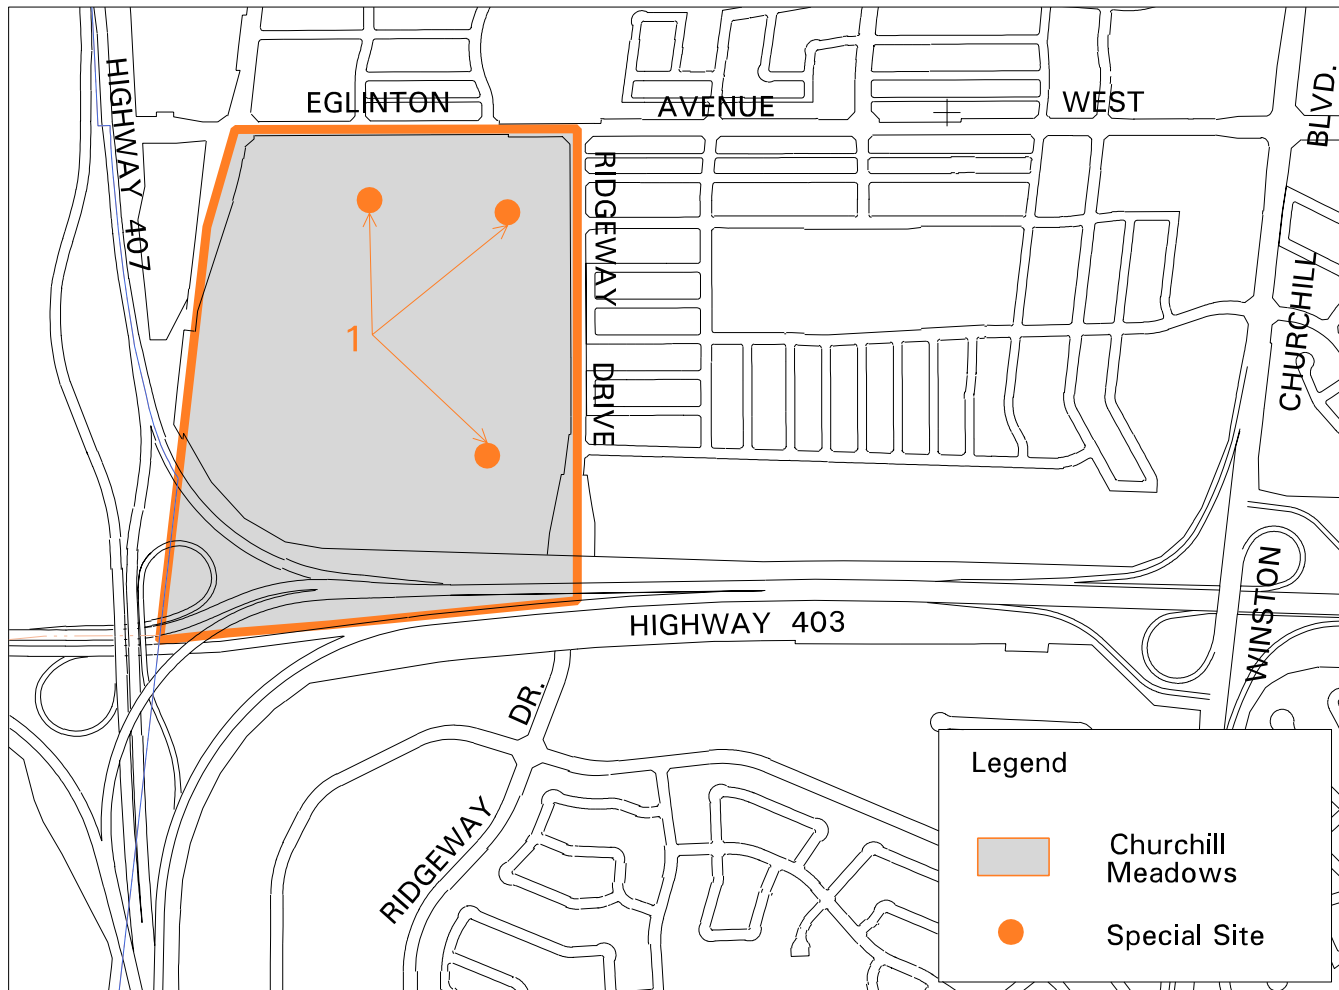 EGLINTON AVENUE WEST
HIGHWAY 407
RIDGEWAY DRIVE
1
WINSTON CHURCHILL BLVD.
HIGHWAY 403
RIDGEWAY DR.
Legend
Churchill
Meadows
Special Site